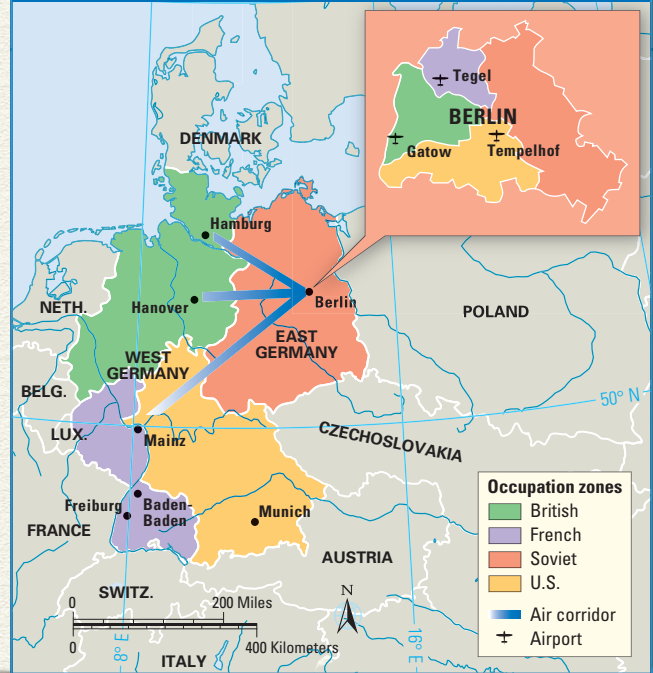 Tegel
BERLIN
Gatow
Tempelhof
DENMARK
Hamburg
NETH.
Hanover
Berlin
POLAND
EAST
GERMANY
WEST
GERMANY
BELG.
50° N
LUX.
Mainz
CZECHOSLOVAKIA
Freiburg
Baden-
Baden
Munich
FRANCE
AUSTRIA
SWITZ.
ITALY
Occupation zones
British
French
Soviet
U.S.
Air corridor
Airport
N
0
200 Miles
0
400 Kilometers
8° E
16° E